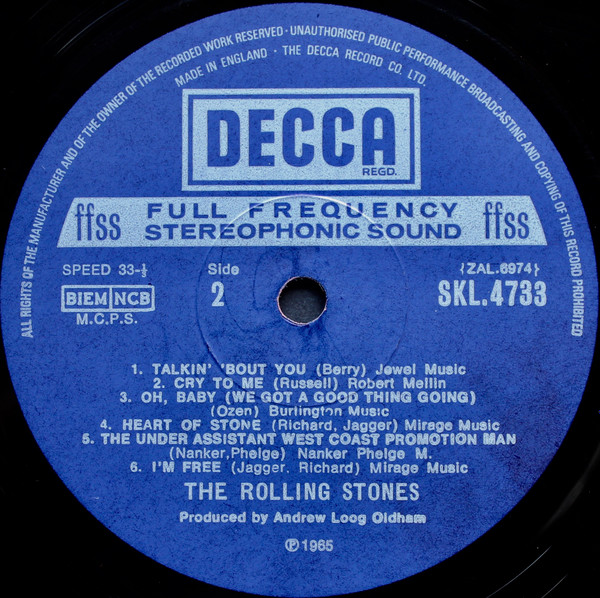 ALL RIGHTS OF THE MANUFACTURER AND OF THE OWNER OF THE RECORDED WORK RESERVED · UNAUTHORISED PUBLIC PERFORMANCE BROADCASTING AND COPYING OF THIS RECORD PROHIBITED
MADE IN ENGLAND · THE DECCA RECORD CO. LTD.
DECCA
REGD.
ffss FULL FREQUENCY ffss
STEREOPHONIC SOUND
SPEED 33-⅓ Side {ZAL.6974}
BIEM NCB 2 SKL.4733
M.C.P.S.
1. TALKIN' 'BOUT YOU (Berry) Jewel Music
2. CRY TO ME (Russell) Robert Mellin
3. OH, BABY (WE GOT A GOOD THING GOING)
(Ozen) Burlington Music
4. HEART OF STONE (Richard, Jagger) Mirage Music
5. THE UNDER ASSISTANT WEST COAST PROMOTION MAN
(Nanker, Phelge) Nanker Phelge M.
6. I'M FREE (Jagger, Richard) Mirage Music
THE ROLLING STONES
Produced by Andrew Loog Oldham
℗1965